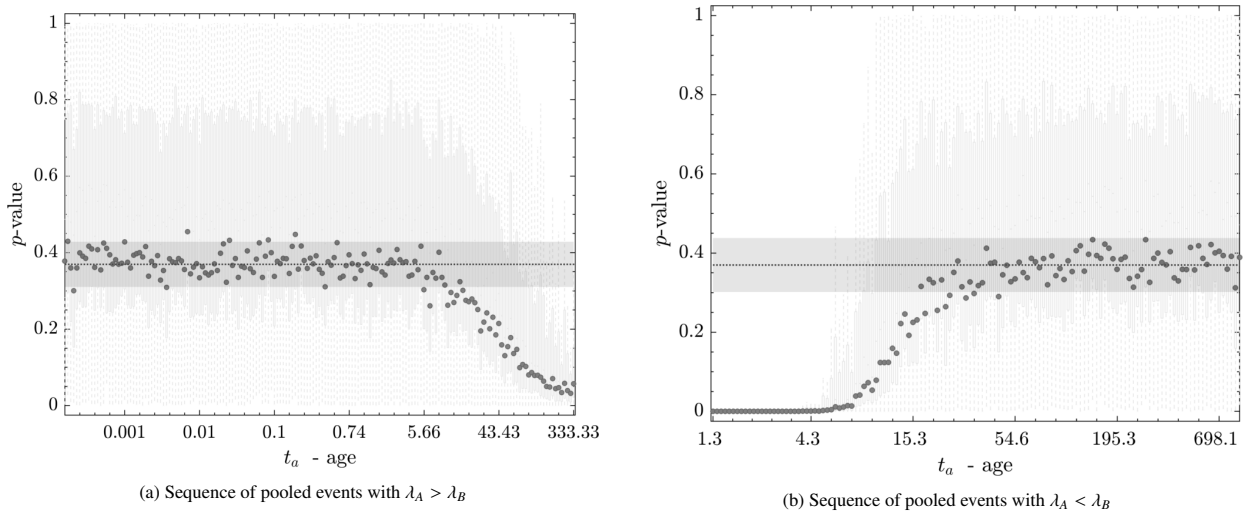 1
0.8
0.6
0.4
0.2
0
p-value
0.001 0.01 0.1 0.74 5.66 43.43 333.33
t_a - age
(a) Sequence of pooled events with λ_A > λ_B
1
0.8
0.6
0.4
0.2
0
p-value
1.3 4.3 15.3 54.6 195.3 698.1
t_a - age
(b) Sequence of pooled events with λ_A < λ_B